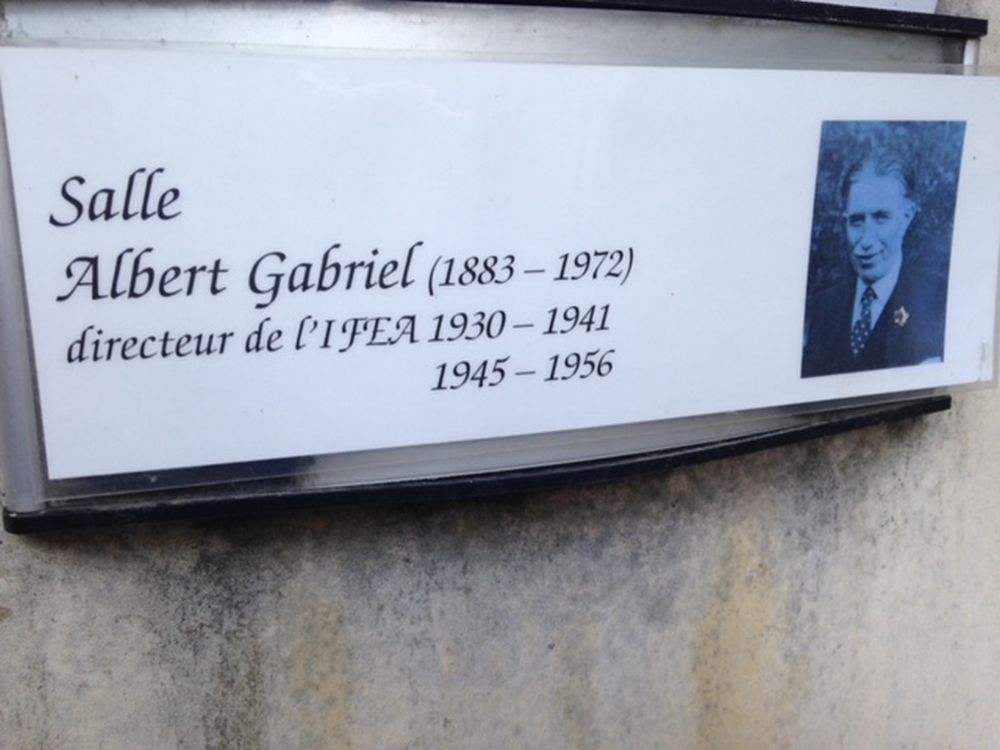 Salle
Albert Gabriel (1883 – 1972)
directeur de l'IFEA 1930 – 1941
1945 – 1956